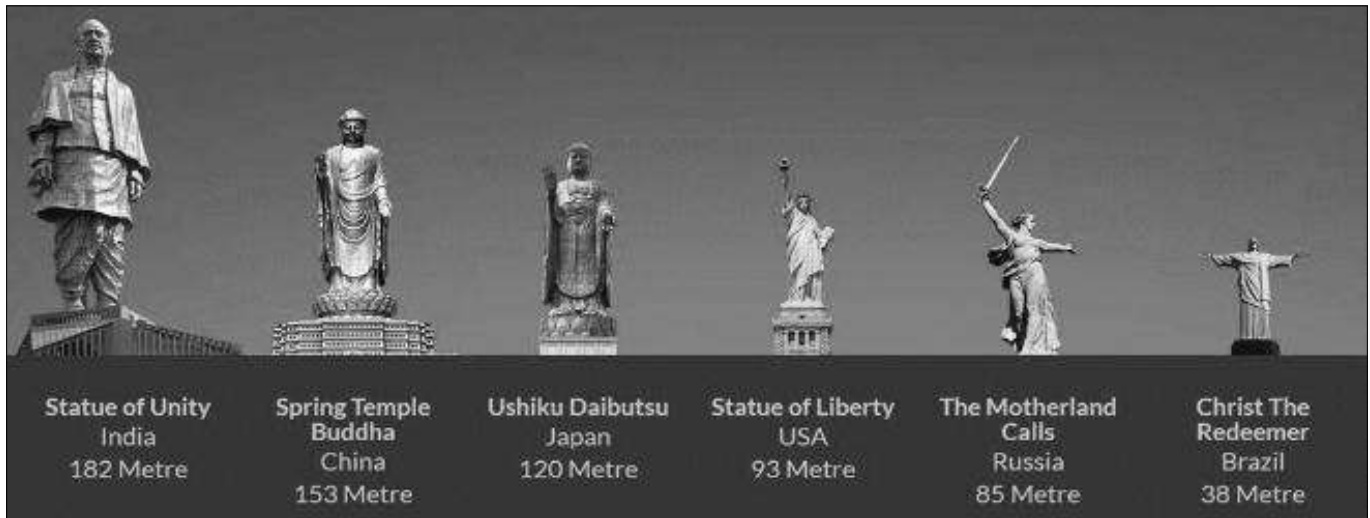 Statue of Unity
India
182 Metre
Spring Temple
Buddha
China
153 Metre
Ushiku Daibutsu
Japan
120 Metre
Statue of Liberty
USA
93 Metre
The Motherland
Calls
Russia
85 Metre
Christ The
Redeemer
Brazil
38 Metre